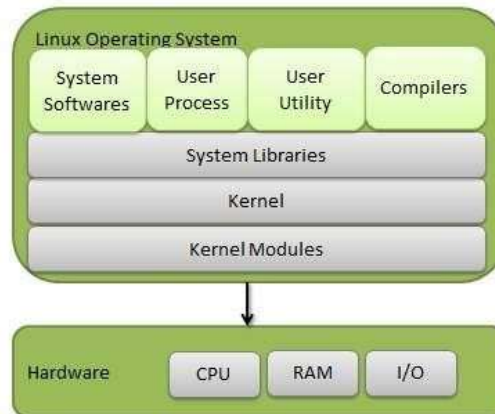 Linux Operating System
System
Softwares
User
Process
User
Utility
Compilers
System Libraries
Kernel
Kernel Modules
Hardware
CPU
RAM
I/O